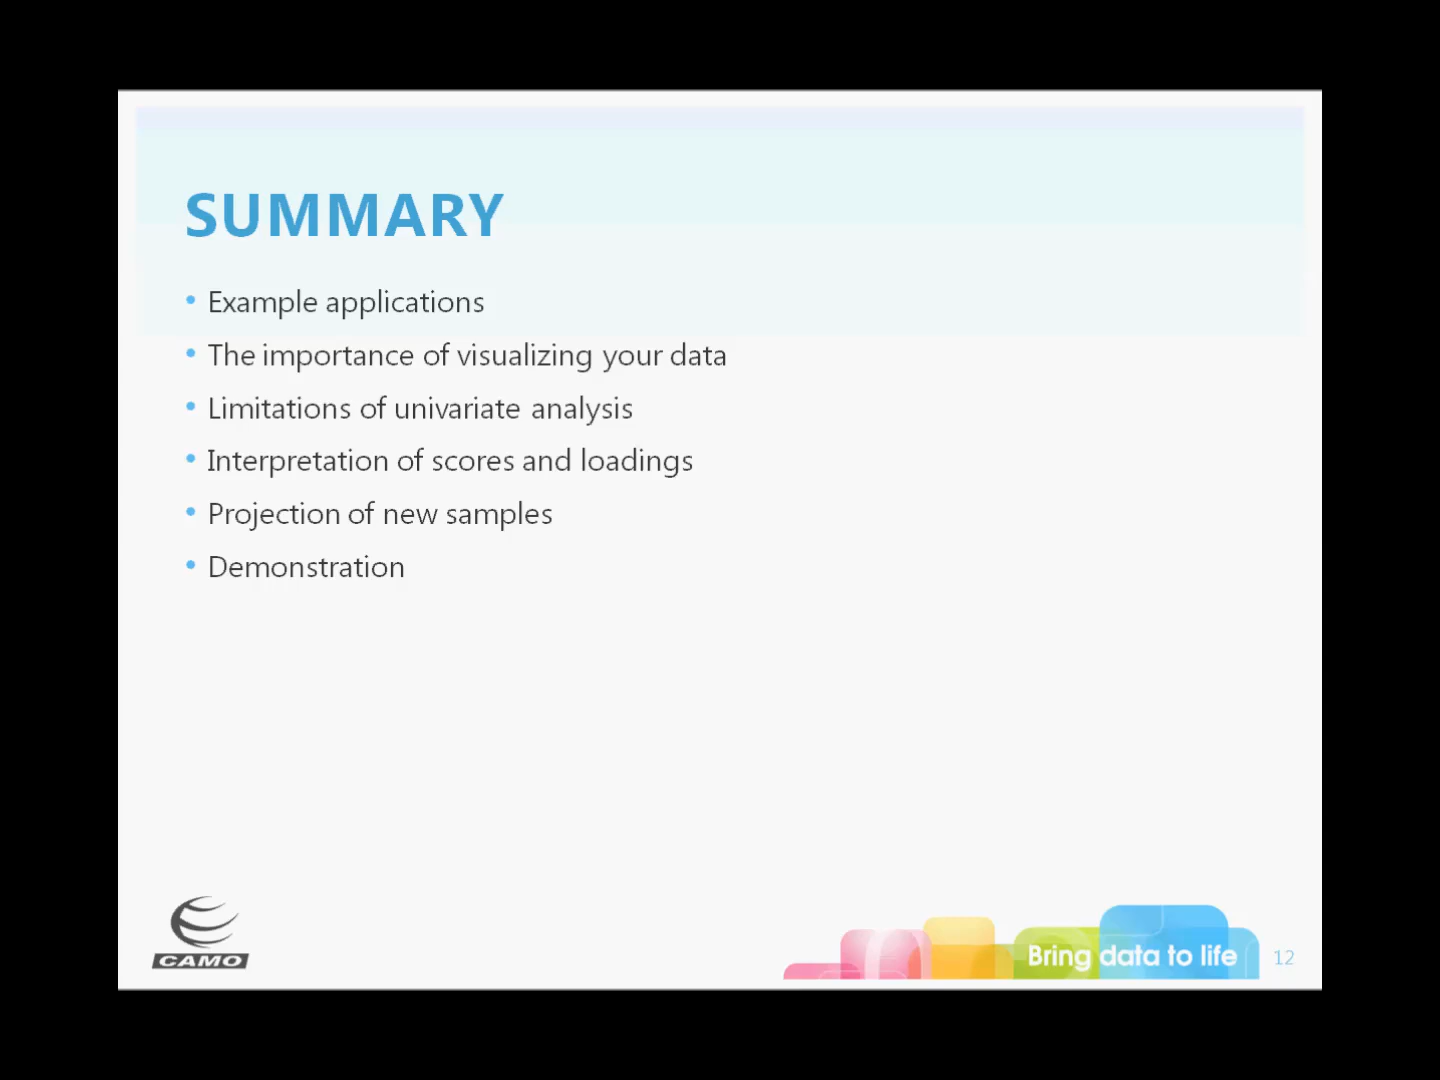 SUMMARY
• Example applications
• The importance of visualizing your data
• Limitations of univariate analysis
• Interpretation of scores and loadings
• Projection of new samples
• Demonstration
CAMO
Bring data to life
12